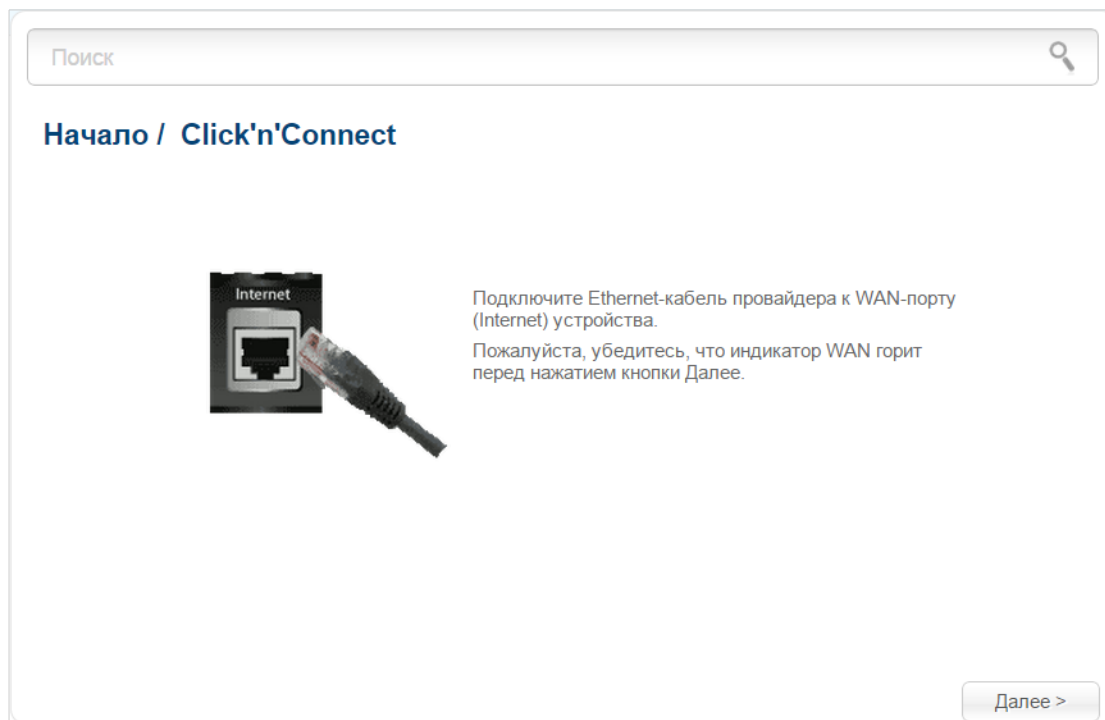 Поиск
Начало / Click'n'Connect
Internet
Подключите Ethernet-кабель провайдера к WAN-порту
(Internet) устройства.
Пожалуйста, убедитесь, что индикатор WAN горит
перед нажатием кнопки Далее.
Далее >